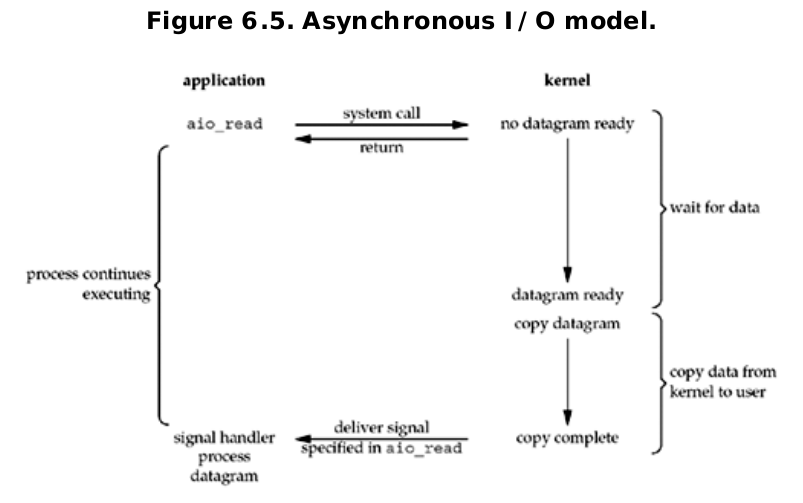 Figure 6.5. Asynchronous I/O model.
application
kernel
aio_read
system call
no datagram ready
return
wait for data
process continues
executing
datagram ready
copy datagram
copy data from
kernel to user
deliver signal
signal handler
copy complete
specified in aio_read
process
datagram